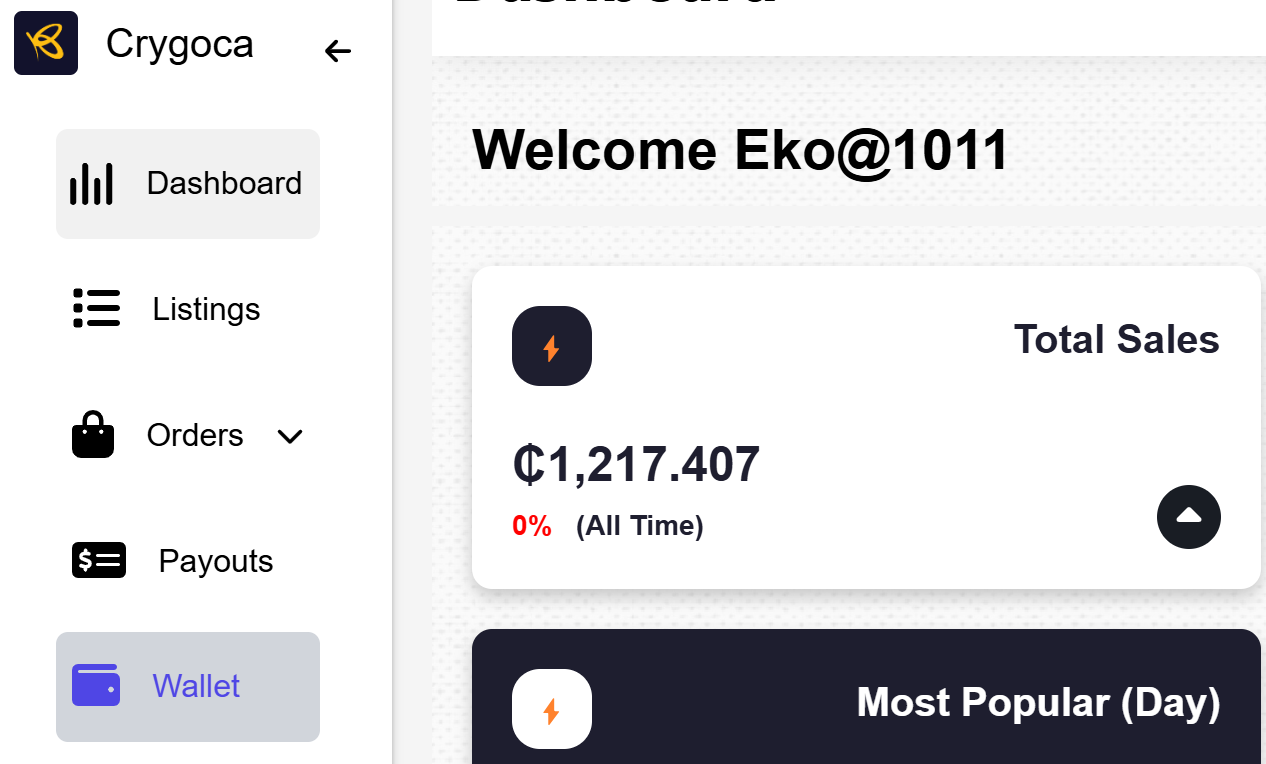 Crygoca
Dashboard
Listings
Orders
Payouts
Wallet
Dashboard
Welcome Eko@1011
Total Sales
₵1,217.407
0% (All Time)
Most Popular (Day)